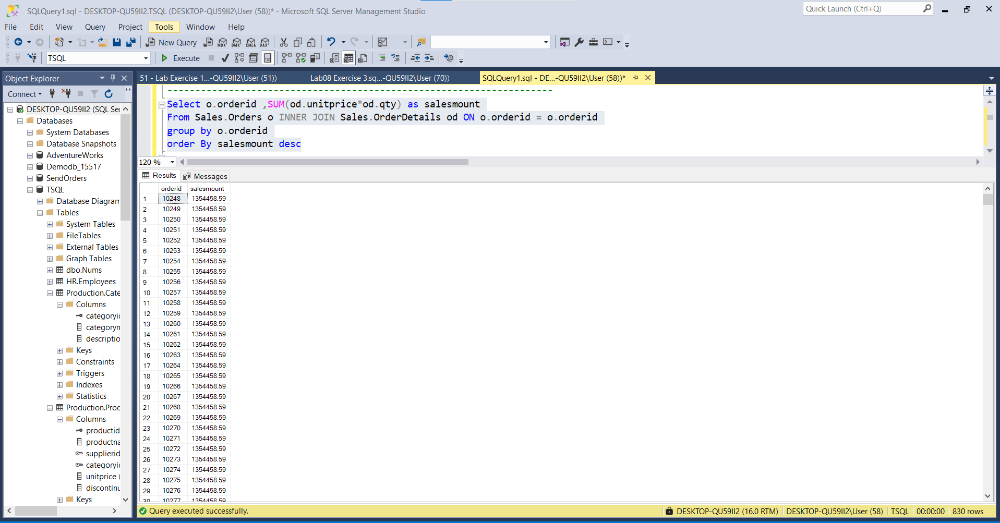 SQLQuery1.sql - DESKTOP-QU59II2.TSQL (DESKTOP-QU59II2\User (58))* - Microsoft SQL Server Management Studio
Quick Launch (Ctrl+Q)
File Edit View Query Project Tools Window Help
New Query MDX DMX XMLA DAX
TSQL Execute
Object Explorer
51 - Lab Exercise 1...-QU59II2\User (51))
Lab08 Exercise 3.sq...-QU59II2\User (70))
SQLQuery1.sql - DE...-QU59II2\User (58))*
Connect
DESKTOP-QU59II2 (SQL Se
Databases
System Databases
Database Snapshots
AdventureWorks
Demodb_15517
SendOrders
TSQL
Database Diagram
Tables
System Tables
FileTables
External Tables
Graph Tables
dbo.Nums
HR.Employees
Production.Cate
Columns
categoryi
categoryn
descriptio
Keys
Constraints
Triggers
Indexes
Statistics
Production.Proc
Columns
productid
productna
supplierid
categoryi
unitprice (
discontinu
Keys
---------------------------------------------------------------------
Select o.orderid ,SUM(od.unitprice*od.qty) as salesmount
From Sales.Orders o INNER JOIN Sales.OrderDetails od ON o.orderid = o.orderid
group by o.orderid
order By salesmount desc
120 %
Results Messages
orderid salesmount
1 10248 1354458.59
2 10249 1354458.59
3 10250 1354458.59
4 10251 1354458.59
5 10252 1354458.59
6 10253 1354458.59
7 10254 1354458.59
8 10255 1354458.59
9 10256 1354458.59
10 10257 1354458.59
11 10258 1354458.59
12 10259 1354458.59
13 10260 1354458.59
14 10261 1354458.59
15 10262 1354458.59
16 10263 1354458.59
17 10264 1354458.59
18 10265 1354458.59
19 10266 1354458.59
20 10267 1354458.59
21 10268 1354458.59
22 10269 1354458.59
23 10270 1354458.59
24 10271 1354458.59
25 10272 1354458.59
26 10273 1354458.59
27 10274 1354458.59
28 10275 1354458.59
29 10276 1354458.59
30 10277 1354458.59
Query executed successfully.
DESKTOP-QU59II2 (16.0 RTM) DESKTOP-QU59II2\User (58) TSQL 00:00:00 830 rows